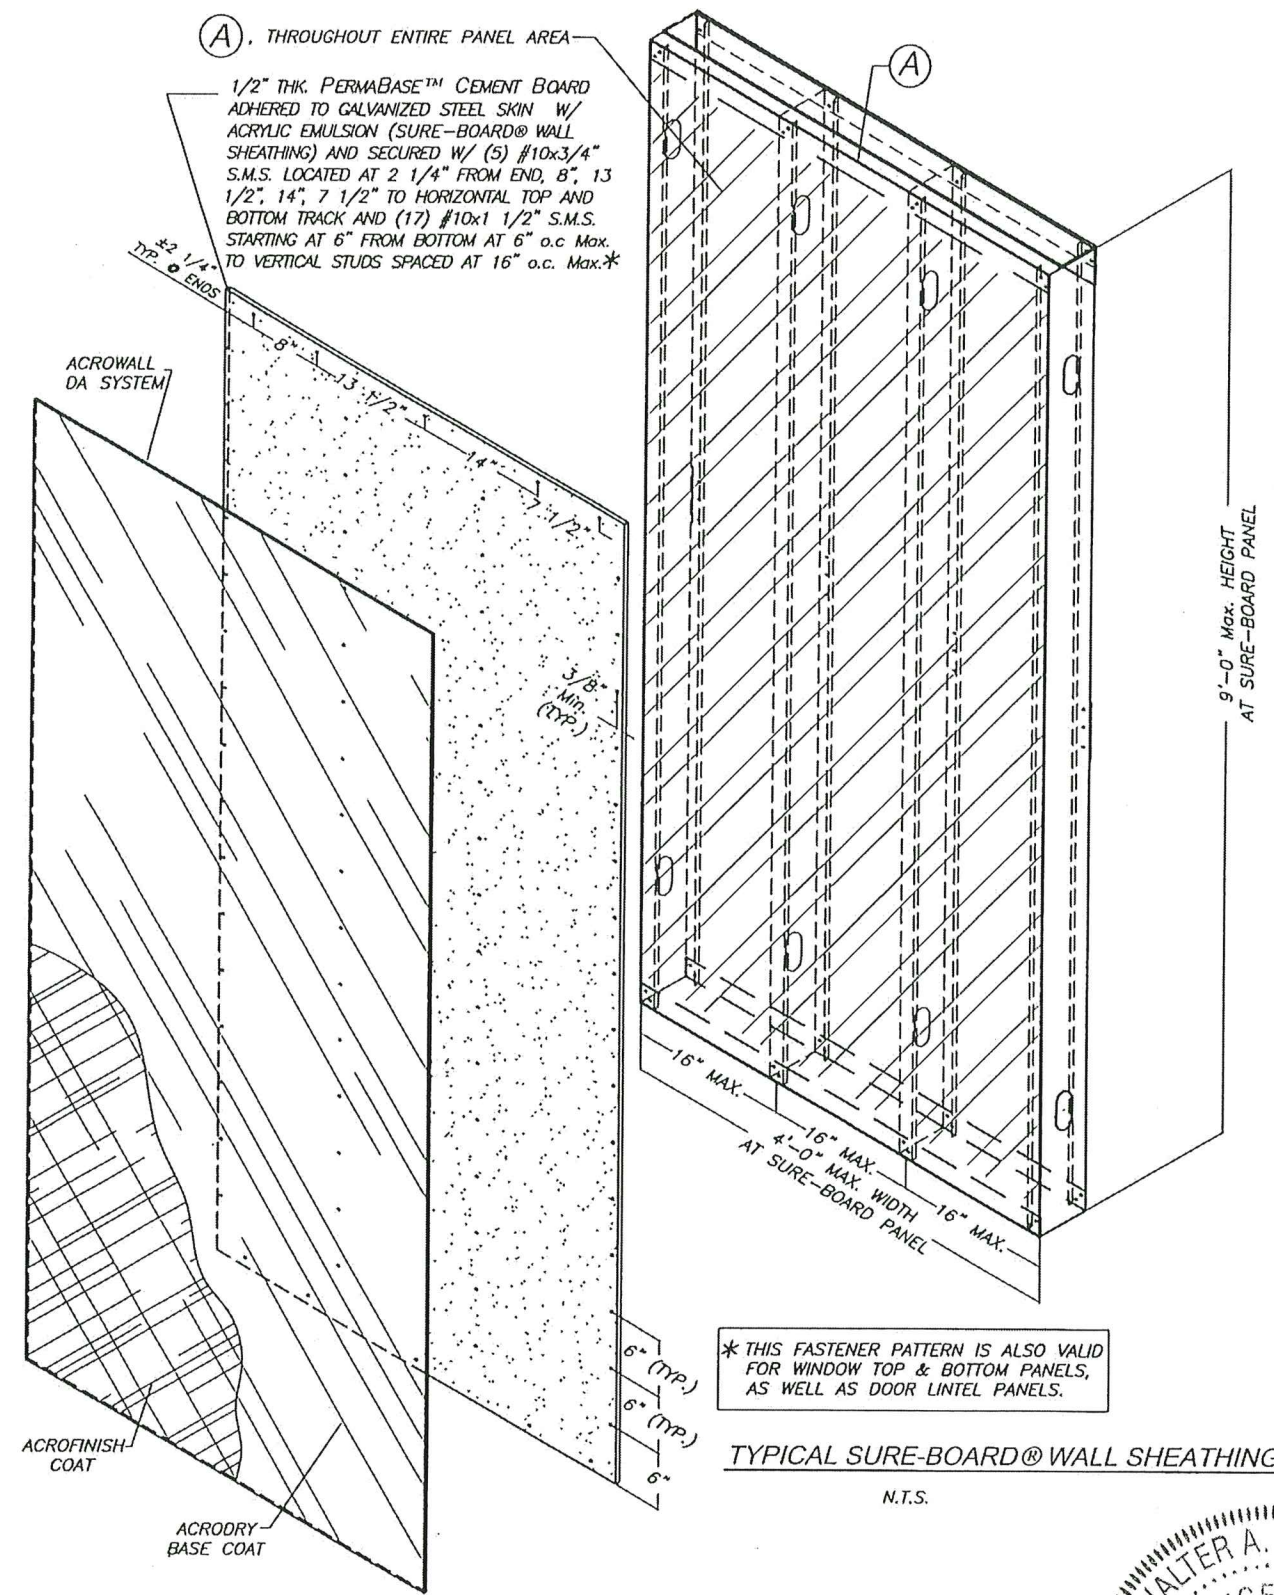 A, THROUGHOUT ENTIRE PANEL AREA
A
1/2" THK. PERMABASE™ CEMENT BOARD
ADHERED TO GALVANIZED STEEL SKIN W/
ACRYLIC EMULSION (SURE-BOARD® WALL
SHEATHING) AND SECURED W/ (5) #10x3/4"
S.M.S. LOCATED AT 2 1/4" FROM END, 8", 13
1/2", 14", 7 1/2" TO HORIZONTAL TOP AND
BOTTOM TRACK AND (17) #10x1 1/2" S.M.S.
STARTING AT 6" FROM BOTTOM AT 6" o.c Max.
TO VERTICAL STUDS SPACED AT 16" o.c. Max.*
±2 1/4"
TYP. @ ENDS
8"
13 1/2"
14"
7 1/2"
ACROWALL
DA SYSTEM
3/8"
Min.
(TYP.)
9'-0" Max. HEIGHT
AT SURE-BOARD PANEL
16" MAX.
16" MAX.
16" MAX.
4'-0" MAX. WIDTH
AT SURE-BOARD PANEL
6" (TYP.)
6" (TYP.)
6"
* THIS FASTENER PATTERN IS ALSO VALID
FOR WINDOW TOP & BOTTOM PANELS,
AS WELL AS DOOR LINTEL PANELS.
ACROFINISH
COAT
ACRODRY
BASE COAT
TYPICAL SURE-BOARD® WALL SHEATHING
N.T.S.
WALTER A.